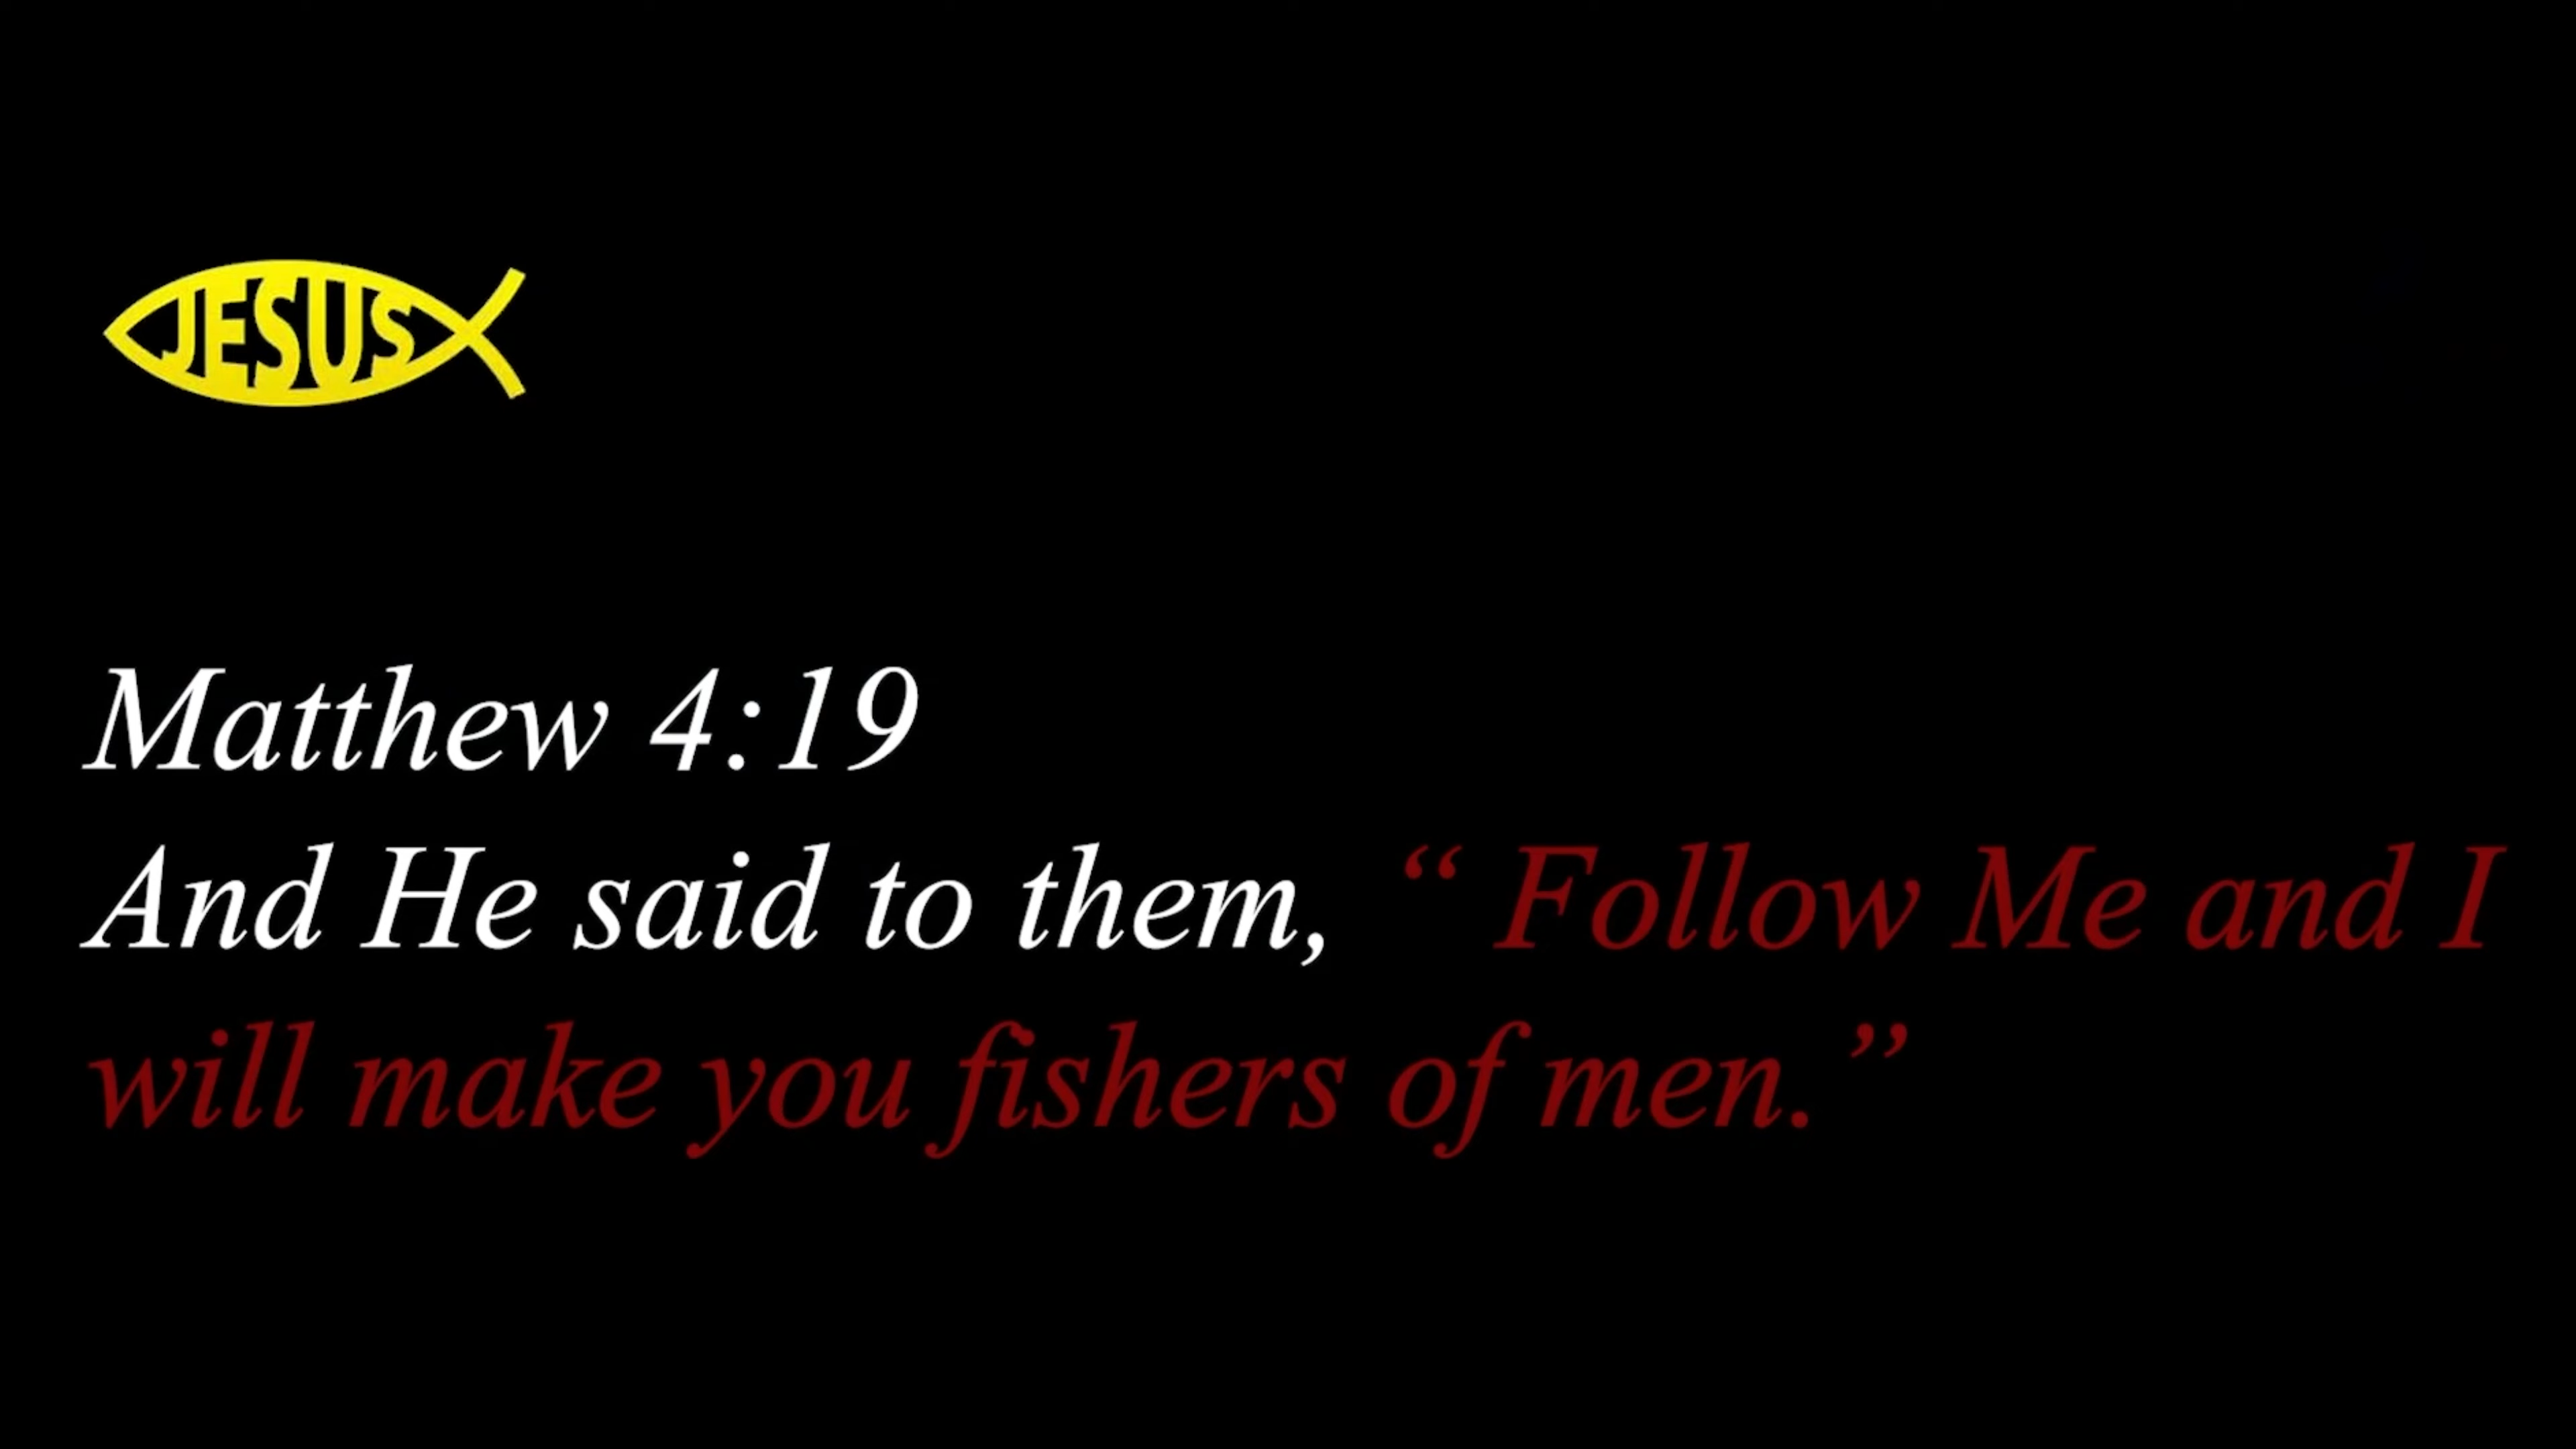 JESUS
Matthew 4:19
And He said to them, “ Follow Me and I
will make you fishers of men.”